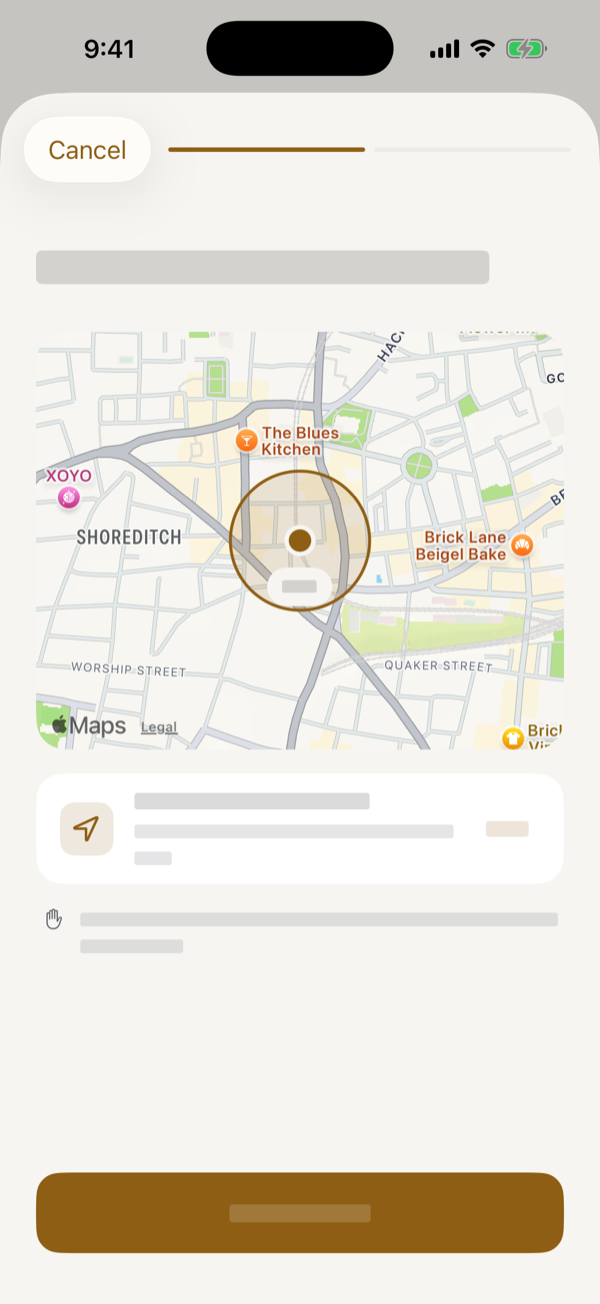 9:41
Cancel
The Blues
Kitchen
XOYO
SHOREDITCH
Brick Lane
Beigel Bake
WORSHIP STREET
QUAKER STREET
Maps
Legal